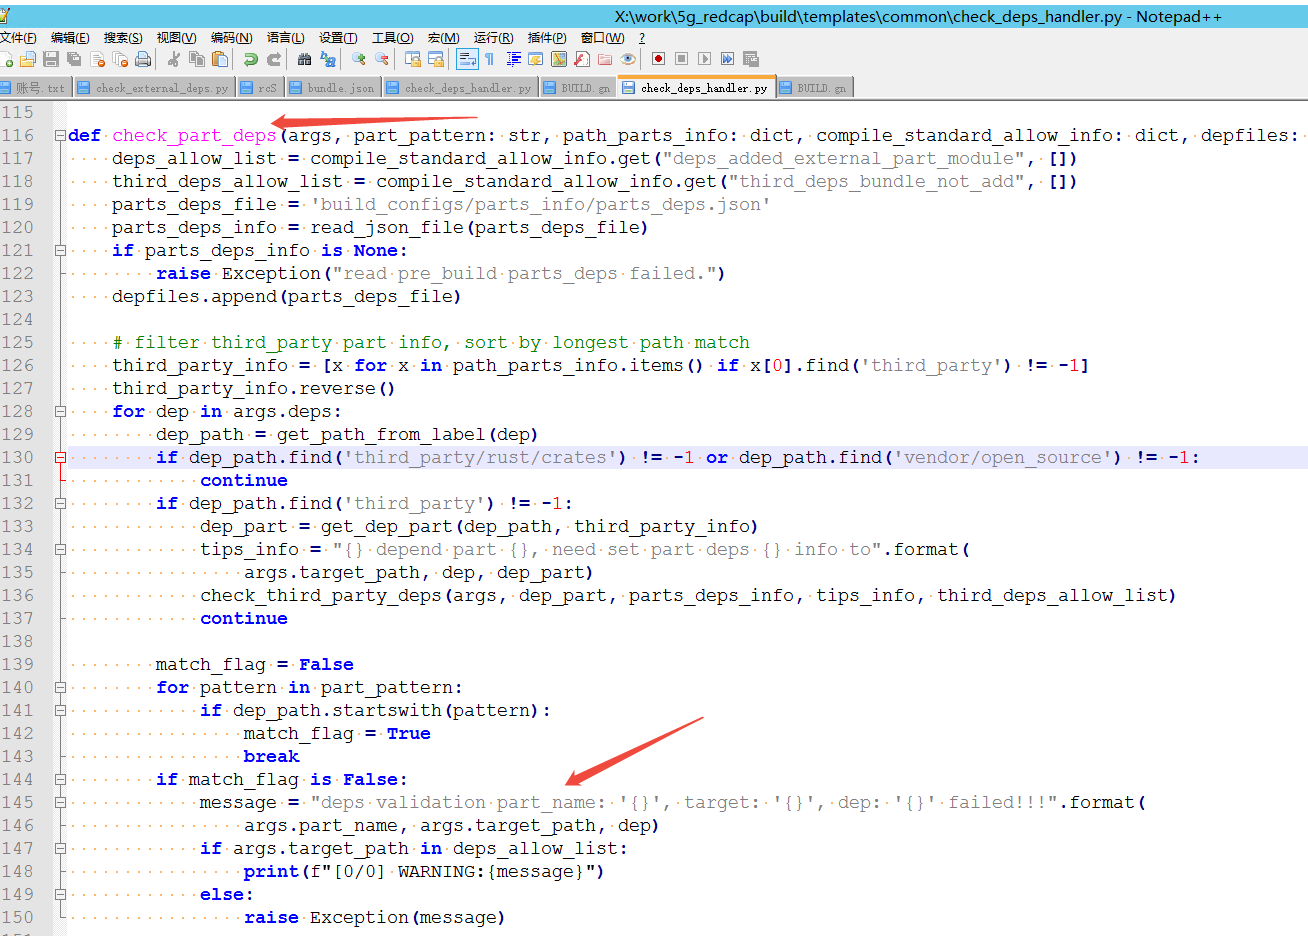 X:\work\5g_redcap\build\templates\common\check_deps_handler.py - Notepad++
文件(F) 编辑(E) 搜索(S) 视图(V) 编码(N) 语言(L) 设置(T) 工具(O) 宏(M) 运行(R) 插件(P) 窗口(W) ?
账号.txt check_external_deps.py rcS bundle.json check_deps_handler.py BUILD.gn check_deps_handler.py BUILD.gn
115
116 def check_part_deps(args, part_pattern: str, path_parts_info: dict, compile_standard_allow_info: dict, depfiles:
117 deps_allow_list = compile_standard_allow_info.get("deps_added_external_part_module", [])
118 third_deps_allow_list = compile_standard_allow_info.get("third_deps_bundle_not_add", [])
119 parts_deps_file = 'build_configs/parts_info/parts_deps.json'
120 parts_deps_info = read_json_file(parts_deps_file)
121 if parts_deps_info is None:
122 raise Exception("read pre_build parts_deps failed.")
123 depfiles.append(parts_deps_file)
124
125 # filter third_party part info, sort by longest path match
126 third_party_info = [x for x in path_parts_info.items() if x[0].find('third_party') != -1]
127 third_party_info.reverse()
128 for dep in args.deps:
129 dep_path = get_path_from_label(dep)
130 if dep_path.find('third_party/rust/crates') != -1 or dep_path.find('vendor/open_source') != -1:
131 continue
132 if dep_path.find('third_party') != -1:
133 dep_part = get_dep_part(dep_path, third_party_info)
134 tips_info = "{} depend part {}, need set part deps {} info to".format(
135 args.target_path, dep, dep_part)
136 check_third_party_deps(args, dep_part, parts_deps_info, tips_info, third_deps_allow_list)
137 continue
138
139 match_flag = False
140 for pattern in part_pattern:
141 if dep_path.startswith(pattern):
142 match_flag = True
143 break
144 if match_flag is False:
145 message = "deps validation part_name: '{}', target: '{}', dep: '{}' failed!!!".format(
146 args.part_name, args.target_path, dep)
147 if args.target_path in deps_allow_list:
148 print(f"[0/0] WARNING:{message}")
149 else:
150 raise Exception(message)